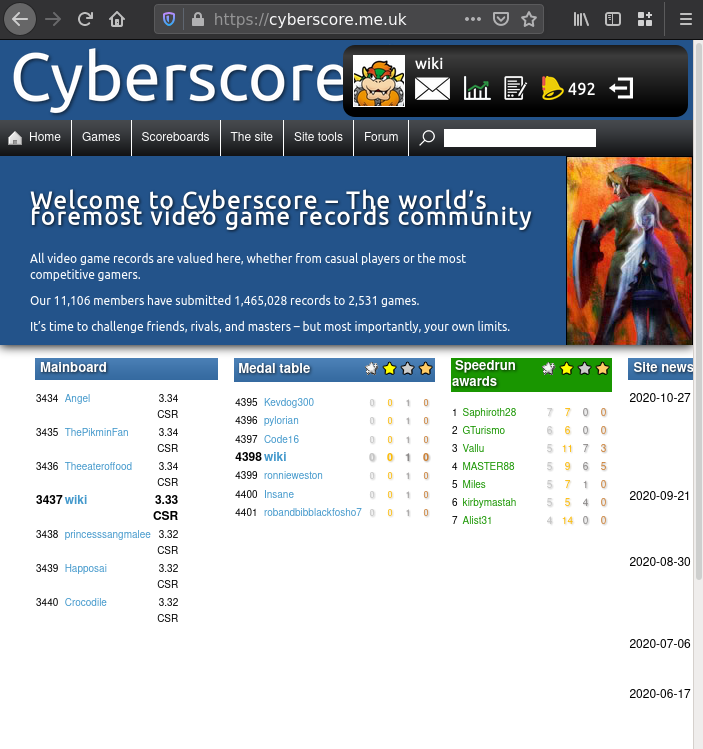 https://cyberscore.me.uk
Cyberscore
wiki
492
Home Games Scoreboards The site Site tools Forum
Welcome to Cyberscore – The world's
foremost video game records community
All video game records are valued here, whether from casual players or the most
competitive gamers.
Our 11,106 members have submitted 1,465,028 records to 2,531 games.
It's time to challenge friends, rivals, and masters – but most importantly, your own limits.
Mainboard
3434 Angel 3.34
CSR
3435 ThePikminFan 3.34
CSR
3436 Theeateroffood 3.34
CSR
3437 wiki 3.33
CSR
3438 princesssangmalee 3.32
CSR
3439 Happosai 3.32
CSR
3440 Crocodile 3.32
CSR
Medal table
4395 Kevdog300 0 0 1 0
4396 pylorian 0 0 1 0
4397 Code16 0 0 1 0
4398 wiki 0 0 1 0
4399 ronnieweston 0 0 1 0
4400 Insane 0 0 1 0
4401 robandbibblackfosho7 0 0 1 0
Speedrun
awards
1 Saphiroth28 7 7 0 0
2 GTurismo 6 6 0 0
3 Vallu 5 11 7 3
4 MASTER88 5 9 6 5
5 Miles 5 7 1 0
6 kirbymastah 5 5 4 0
7 Alist31 4 14 0 0
Site news
2020-10-27
2020-09-21
2020-08-30
2020-07-06
2020-06-17